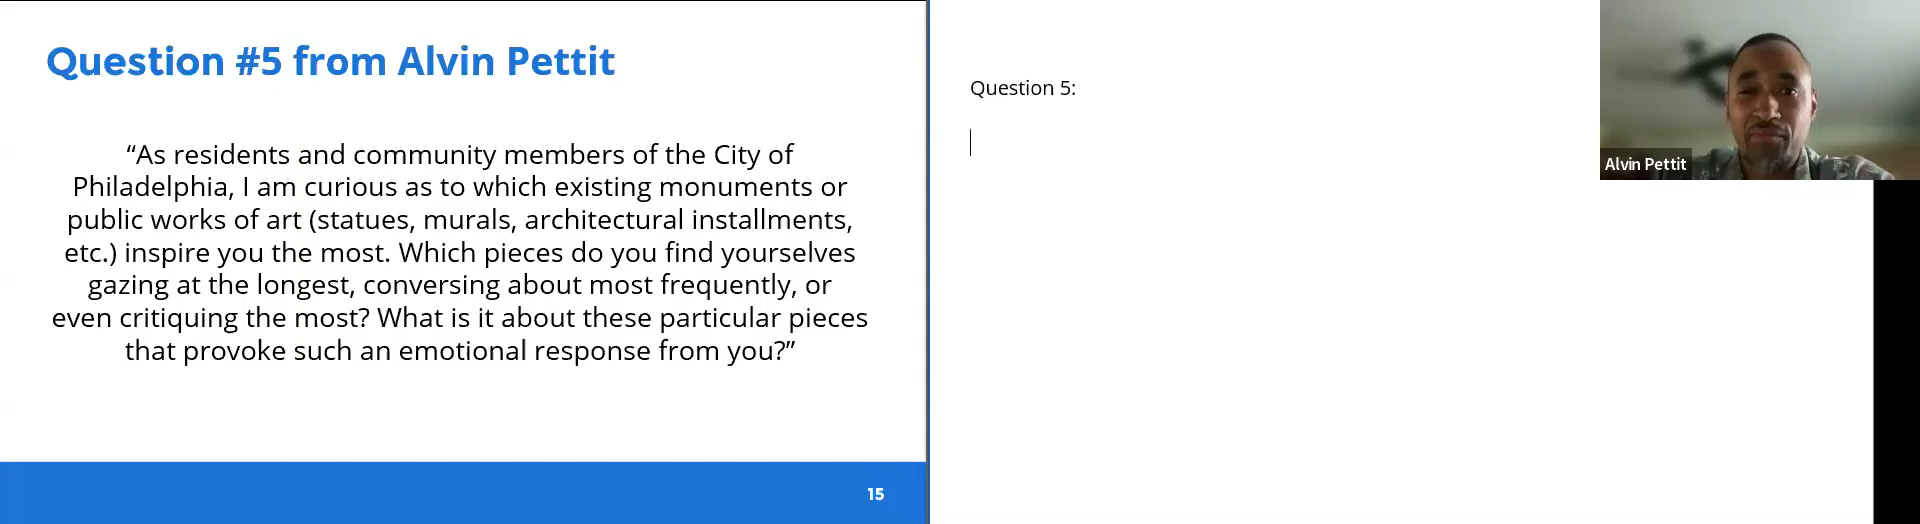 Question #5 from Alvin Pettit
“As residents and community members of the City of
Philadelphia, I am curious as to which existing monuments or
public works of art (statues, murals, architectural installments,
etc.) inspire you the most. Which pieces do you find yourselves
gazing at the longest, conversing about most frequently, or
even critiquing the most? What is it about these particular pieces
that provoke such an emotional response from you?”
15
Question 5:
Alvin Pettit